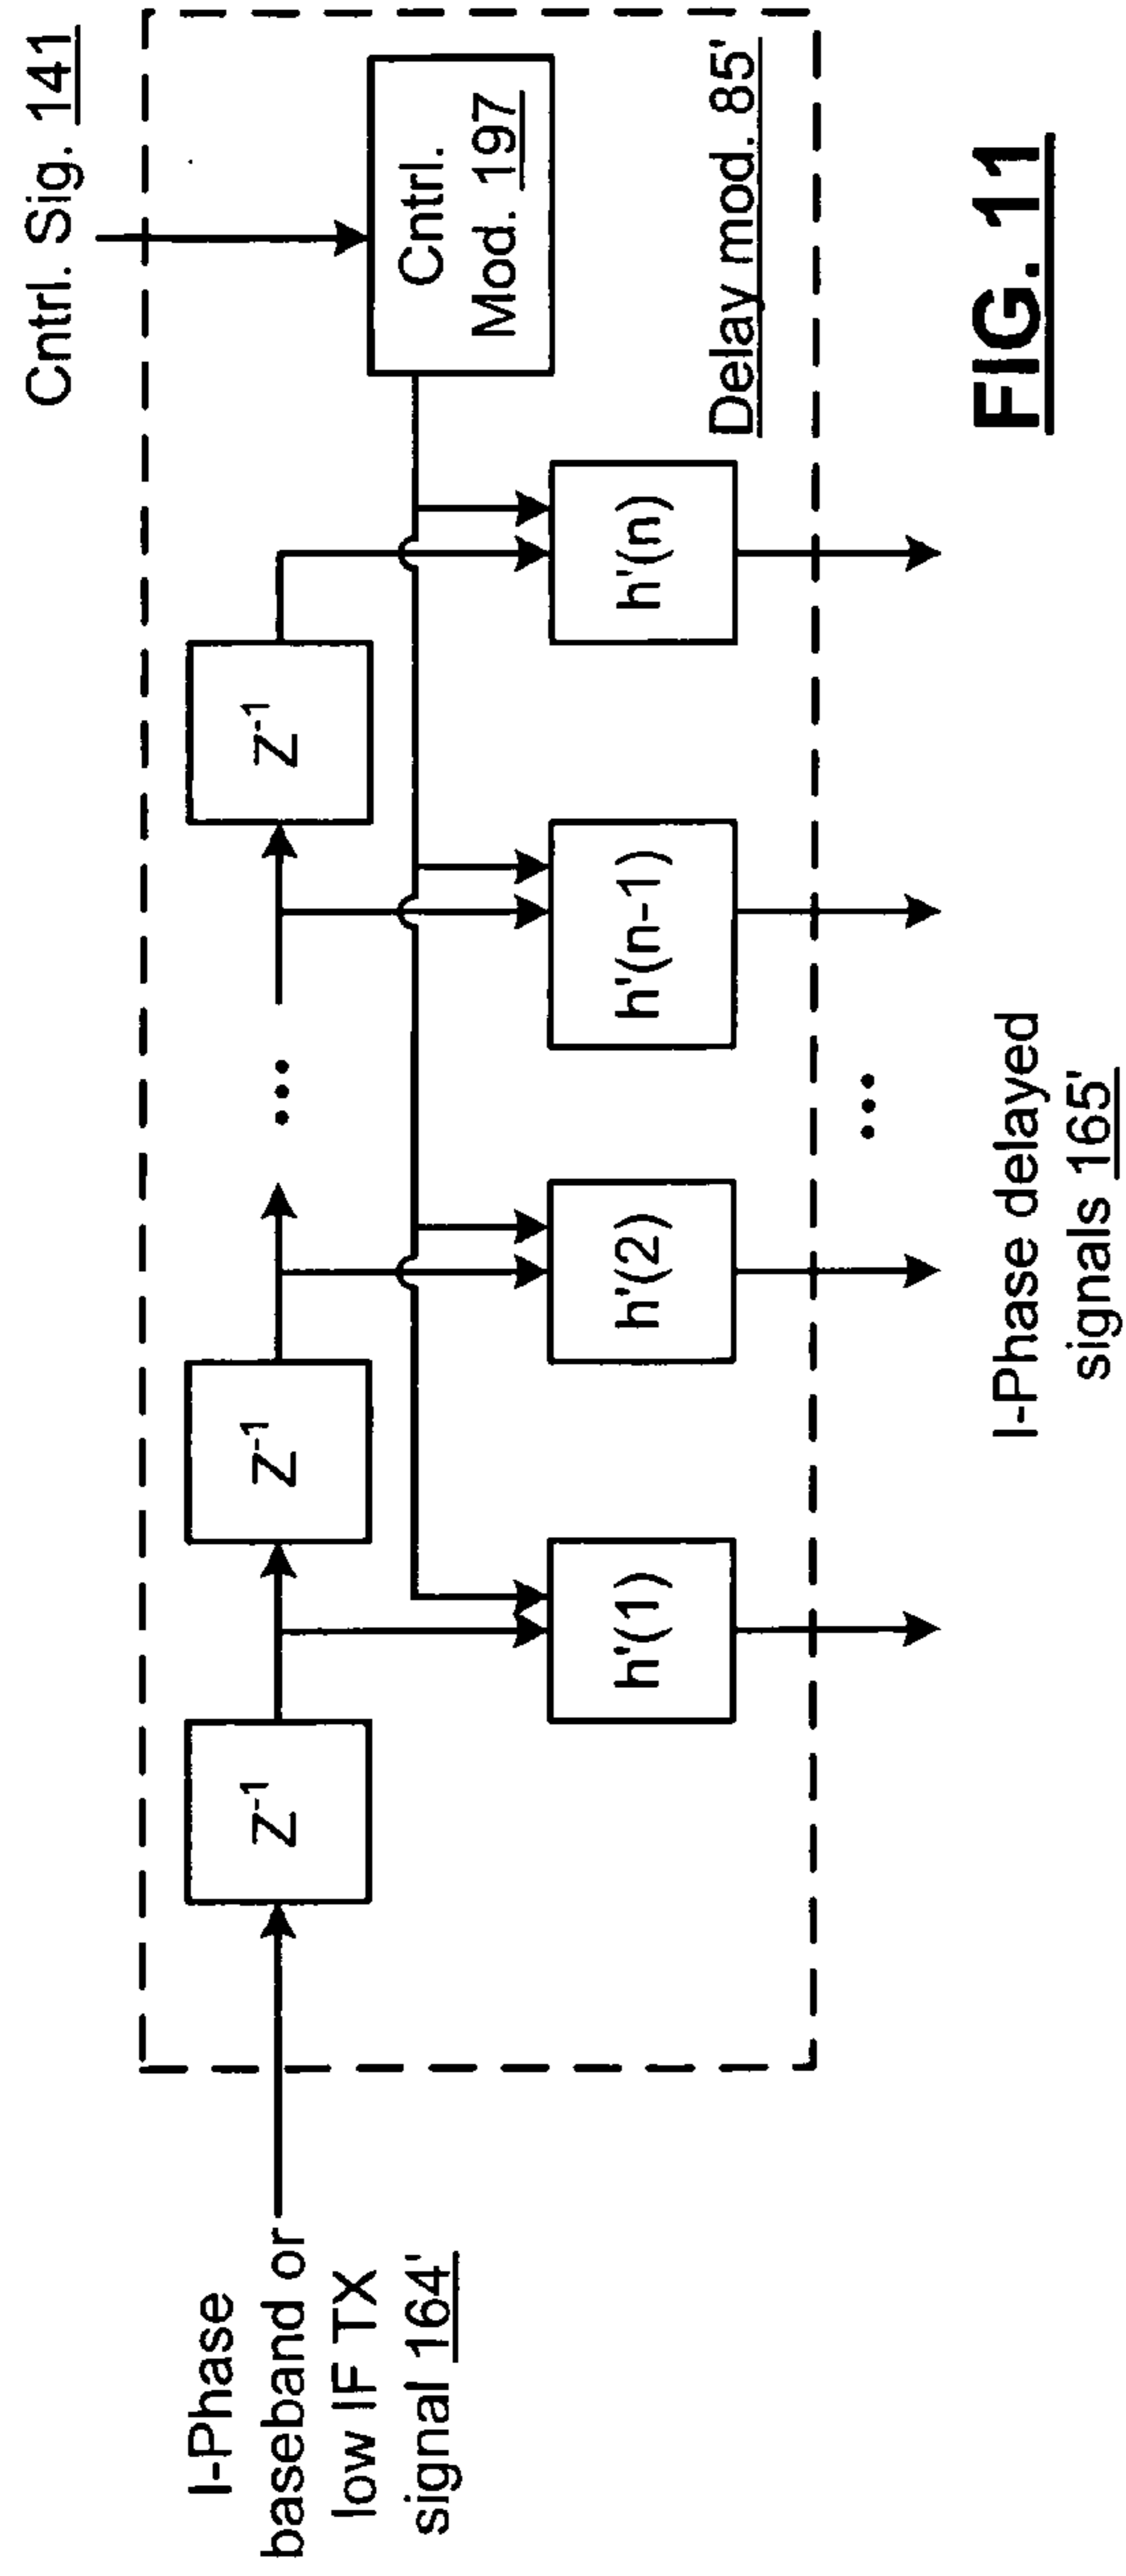 Cntrl. Sig. 141
I-Phase
baseband or
low IF TX
signal 164'
Z⁻¹
Z⁻¹
...
Z⁻¹
Cntrl.
Mod. 197
h'(1)
h'(2)
h'(n-1)
h'(n)
Delay mod. 85'
...
I-Phase delayed
signals 165'
FIG. 11